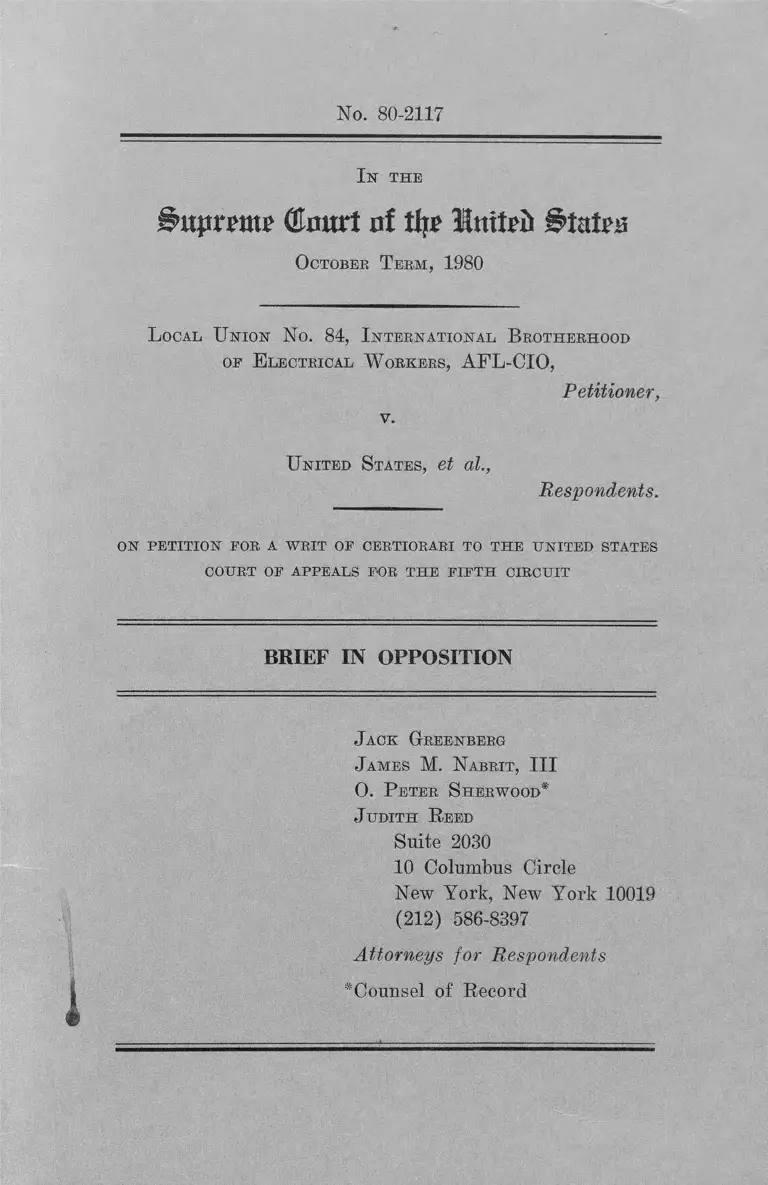 No. 80-2117
In the
Supreme Court of the United States
October Term, 1980
Local Union No. 84, International Brotherhood
of Electrical Workers, AFL-CIO,
Petitioner,
v.
United States, et al.,
Respondents.
ON PETITION FOR A WRIT OF CERTIORARI TO THE UNITED STATES
COURT OF APPEALS FOR THE FIFTH CIRCUIT
BRIEF IN OPPOSITION
Jack Greenberg
James M. Nabrit, III
O. Peter Sherwood*
Judith Reed
Suite 2030
10 Columbus Circle
New York, New York 10019
(212) 586-8397
Attorneys for Respondents
*Counsel of Record